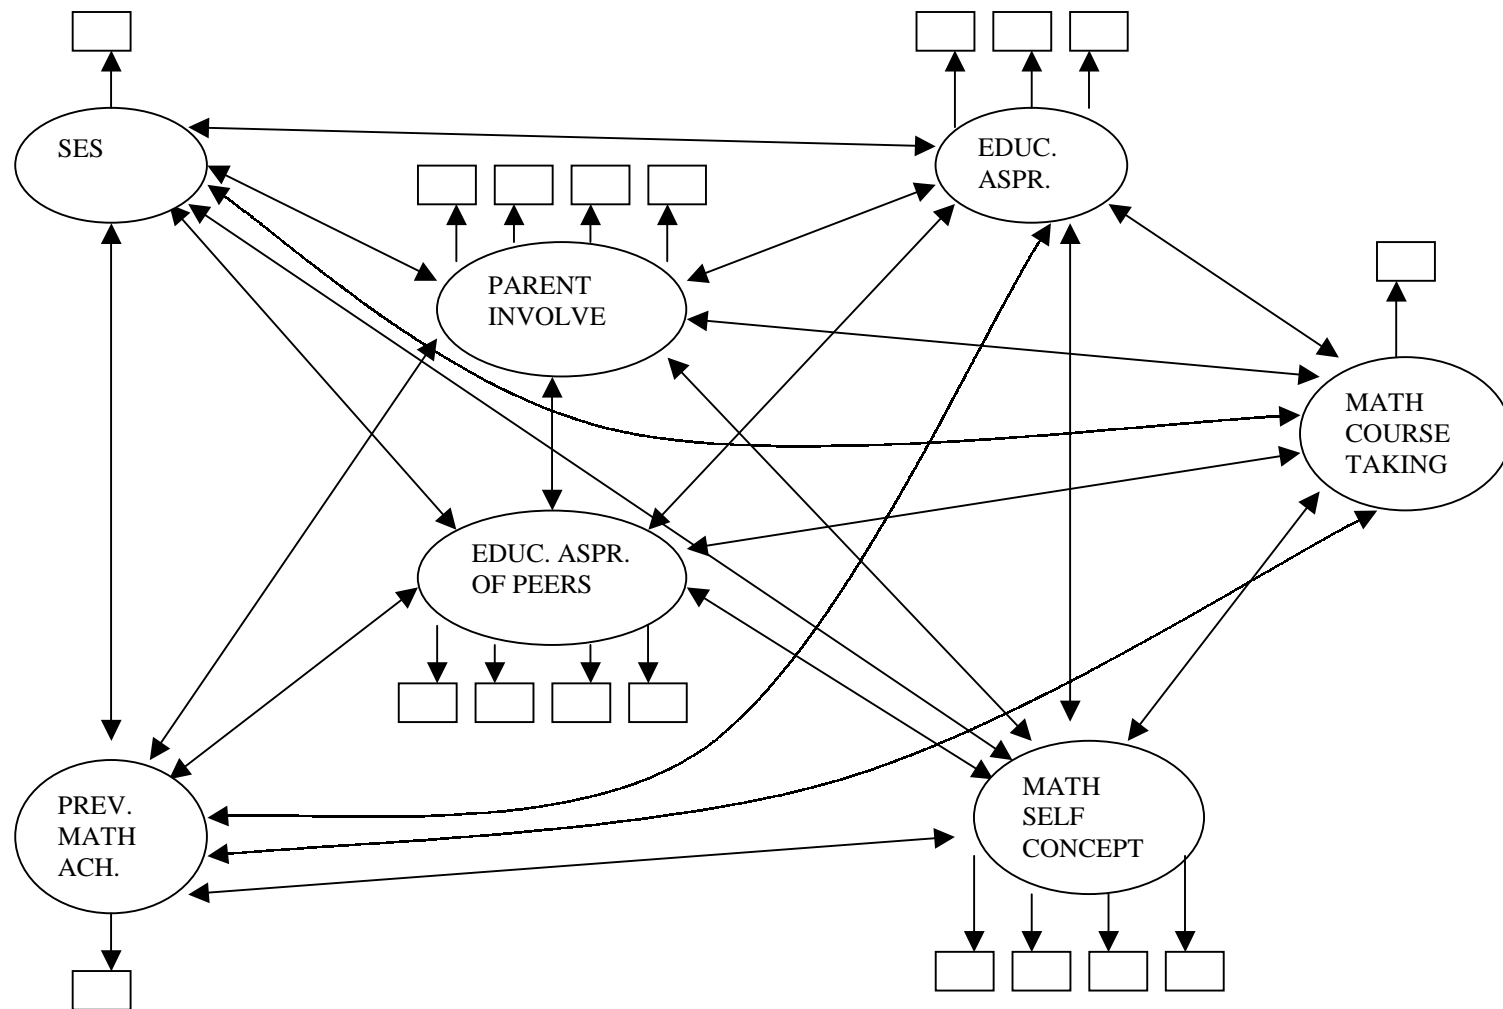 SES
EDUC.
ASPR.
PARENT
INVOLVE
MATH
COURSE
TAKING
EDUC. ASPR.
OF PEERS
PREV.
MATH
ACH.
MATH
SELF
CONCEPT